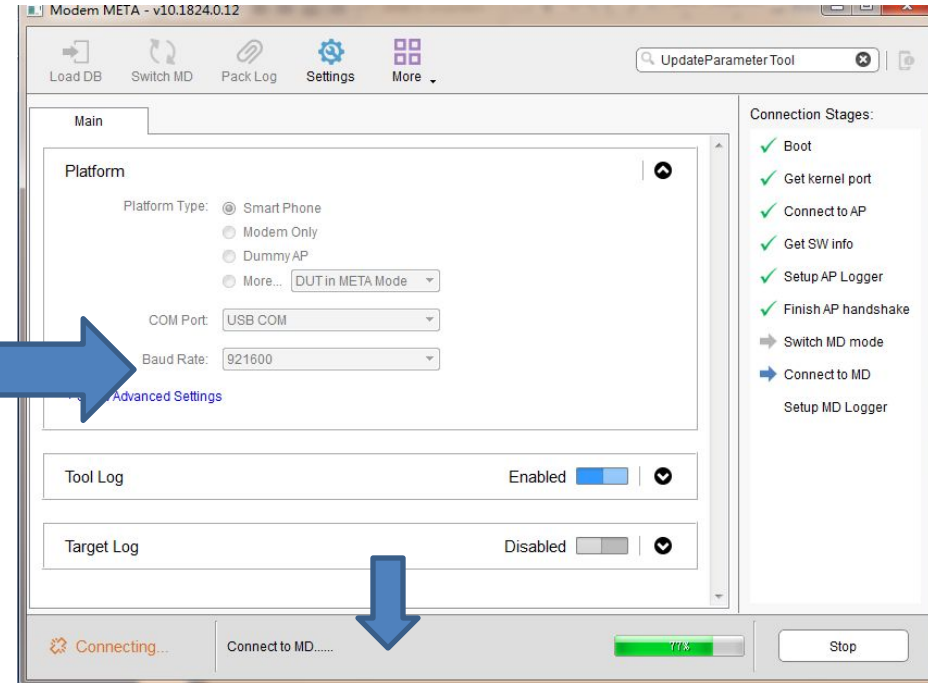 Modem META - v10.1824.0.12
Load DB
Switch MD
Pack Log
Settings
More
UpdateParameterTool
Main
Platform
Platform Type:
Smart Phone
Modem Only
Dummy AP
More...
DUT in META Mode
COM Port:
USB COM
Baud Rate:
921600
Advanced Settings
Tool Log
Enabled
Target Log
Disabled
Connection Stages:
Boot
Get kernel port
Connect to AP
Get SW info
Setup AP Logger
Finish AP handshake
Switch MD mode
Connect to MD
Setup MD Logger
Connecting...
Connect to MD......
77%
Stop